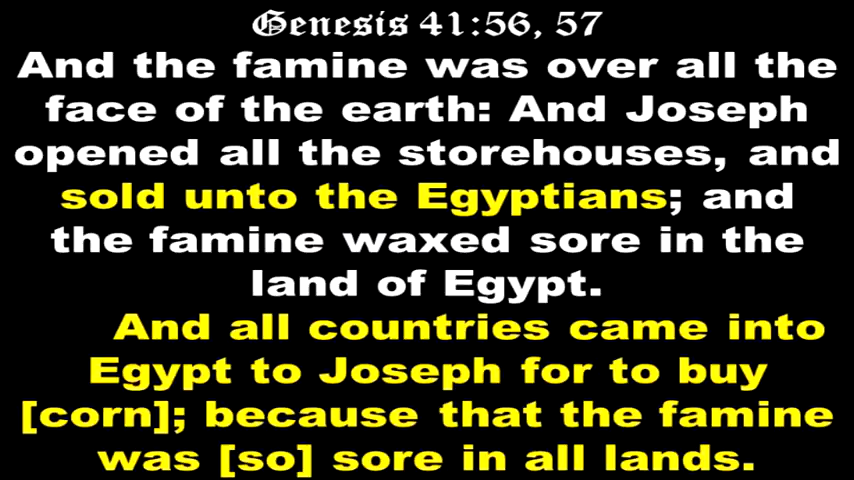 Genesis 41:56, 57
And the famine was over all the
face of the earth: And Joseph
opened all the storehouses, and
sold unto the Egyptians; and
the famine waxed sore in the
land of Egypt.
And all countries came into
Egypt to Joseph for to buy
[corn]; because that the famine
was [so] sore in all lands.